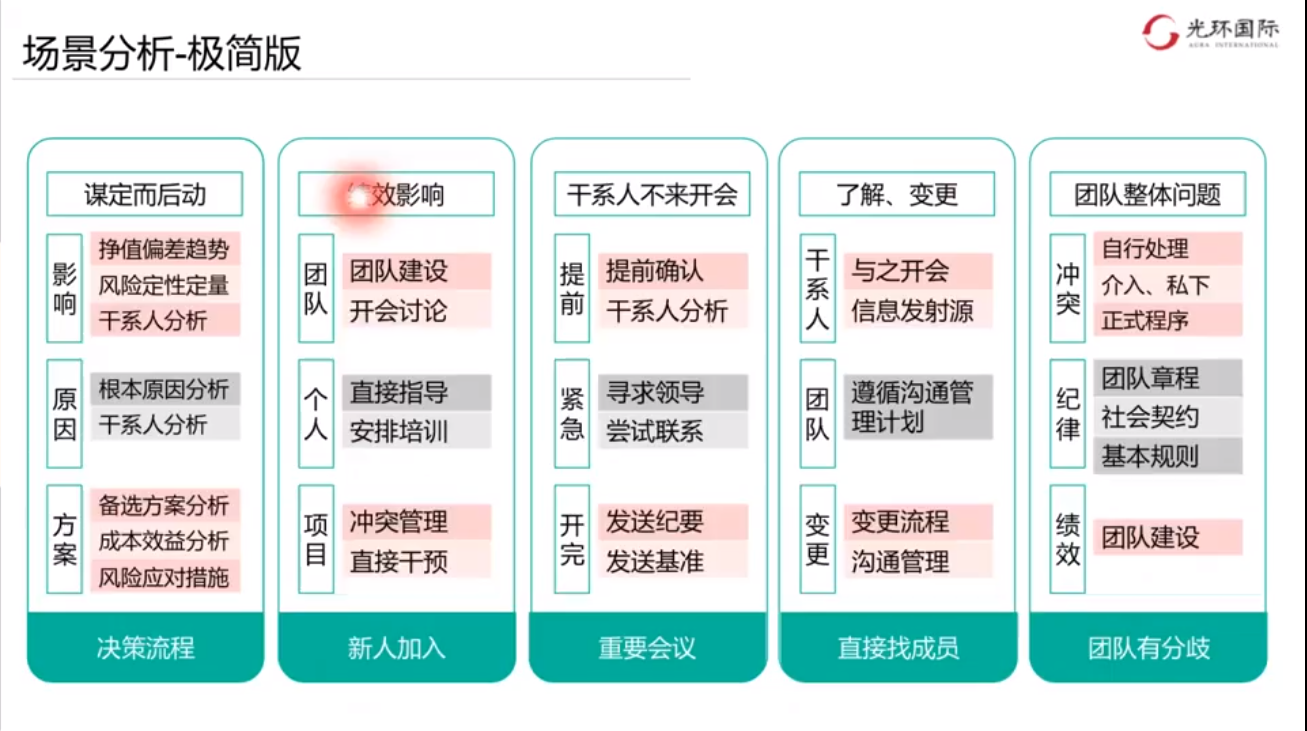 场景分析-极简版
光环国际
AURA INTERNATIONAL
谋定而后动
影响
挣值偏差趋势
风险定性定量
干系人分析
原因
根本原因分析
干系人分析
方案
备选方案分析
成本效益分析
风险应对措施
决策流程
效影响
团队
团队建设
开会讨论
个人
直接指导
安排培训
项目
冲突管理
直接干预
新人加入
干系人不来开会
提前
提前确认
干系人分析
紧急
寻求领导
尝试联系
开完
发送纪要
发送基准
重要会议
了解、变更
干系人
与之开会
信息发射源
团队
遵循沟通管
理计划
变更
变更流程
沟通管理
直接找成员
团队整体问题
冲突
自行处理
介入、私下
正式程序
纪律
团队章程
社会契约
基本规则
绩效
团队建设
团队有分歧